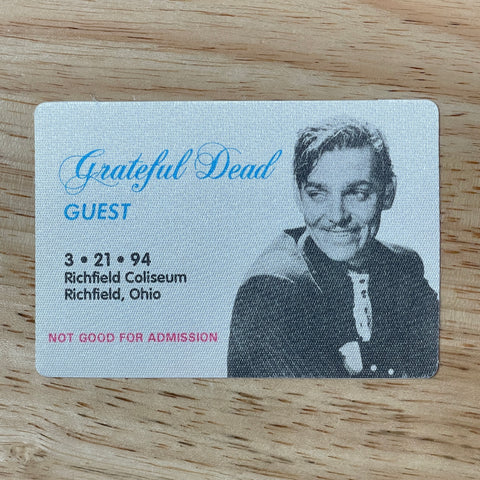 Grateful Dead
GUEST
3 • 21 • 94
Richfield Coliseum
Richfield, Ohio
NOT GOOD FOR ADMISSION